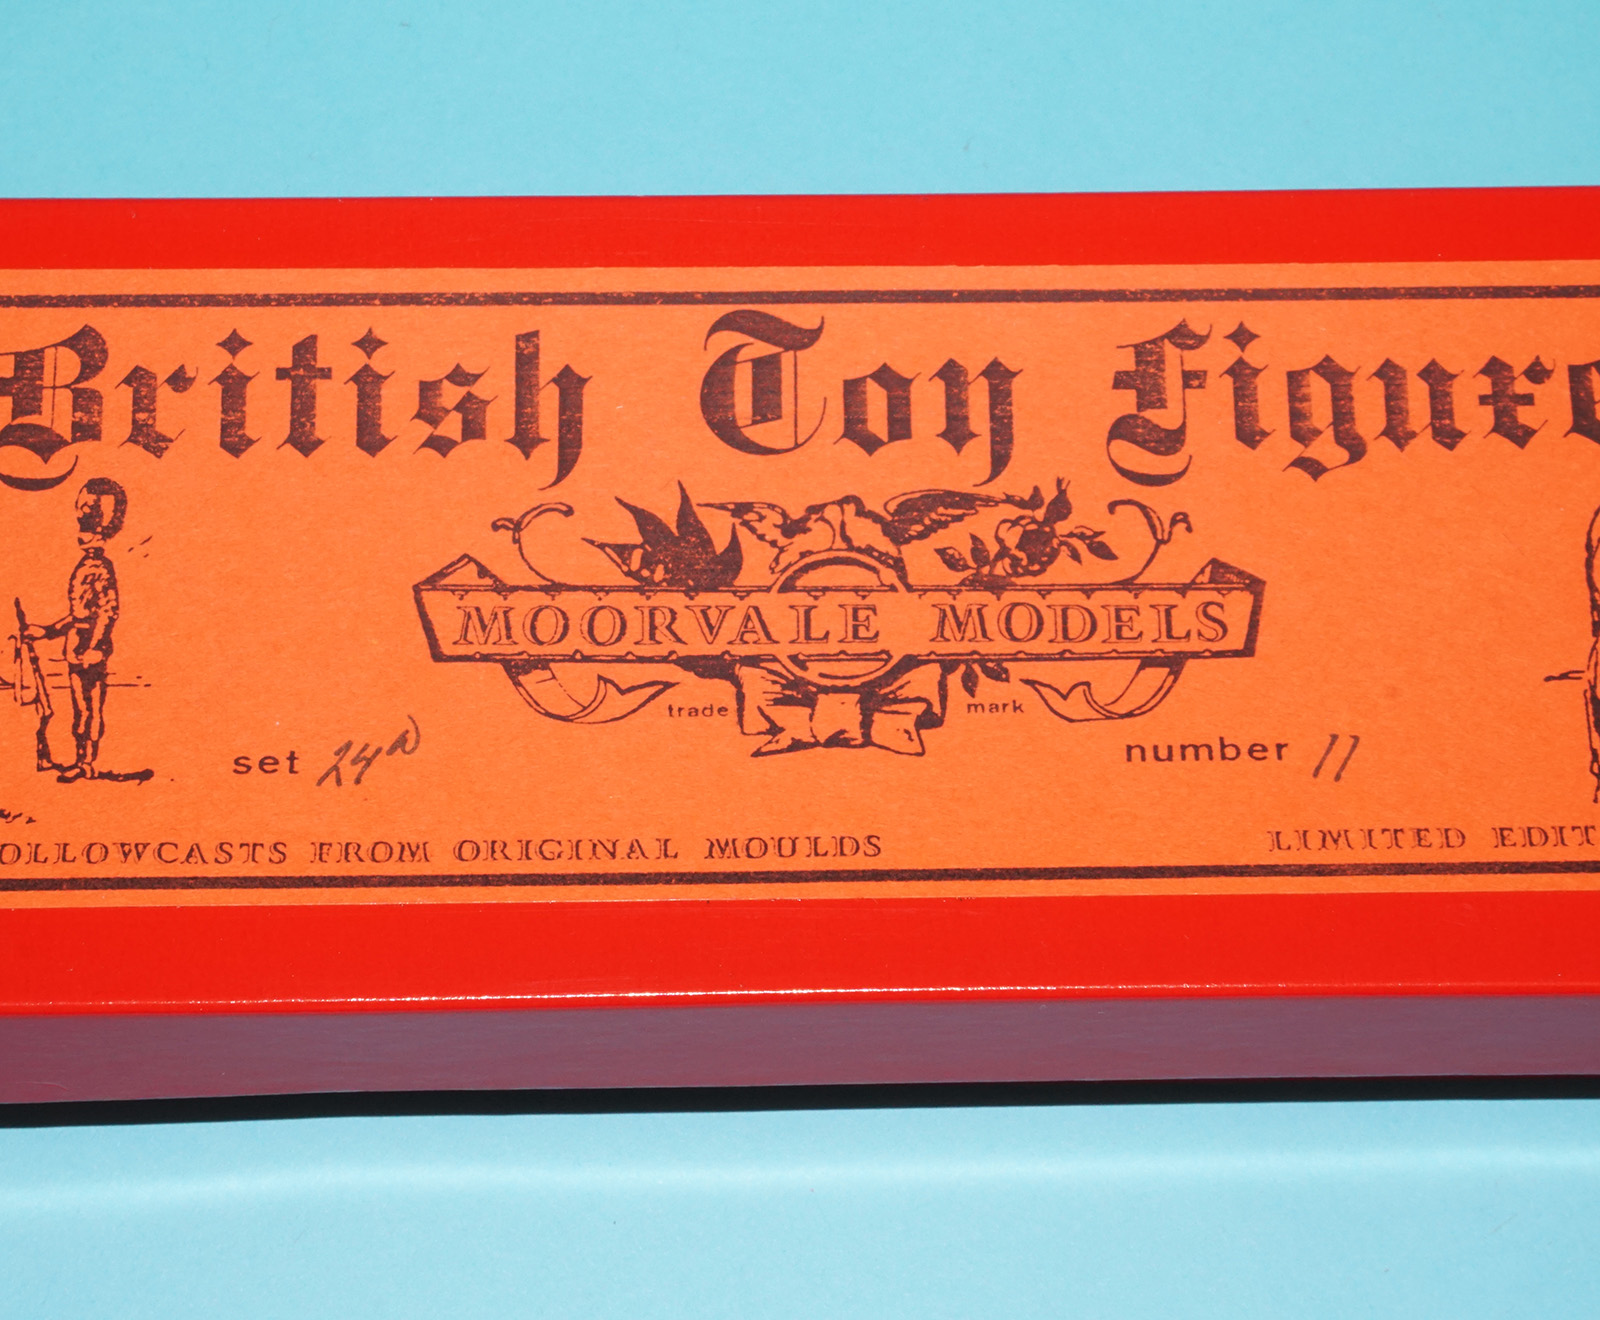 British Toy Figure
MOORVALE MODELS
trade mark
set 24a number 11
OLLOWCASTS FROM ORIGINAL MOULDS LIMITED EDIT